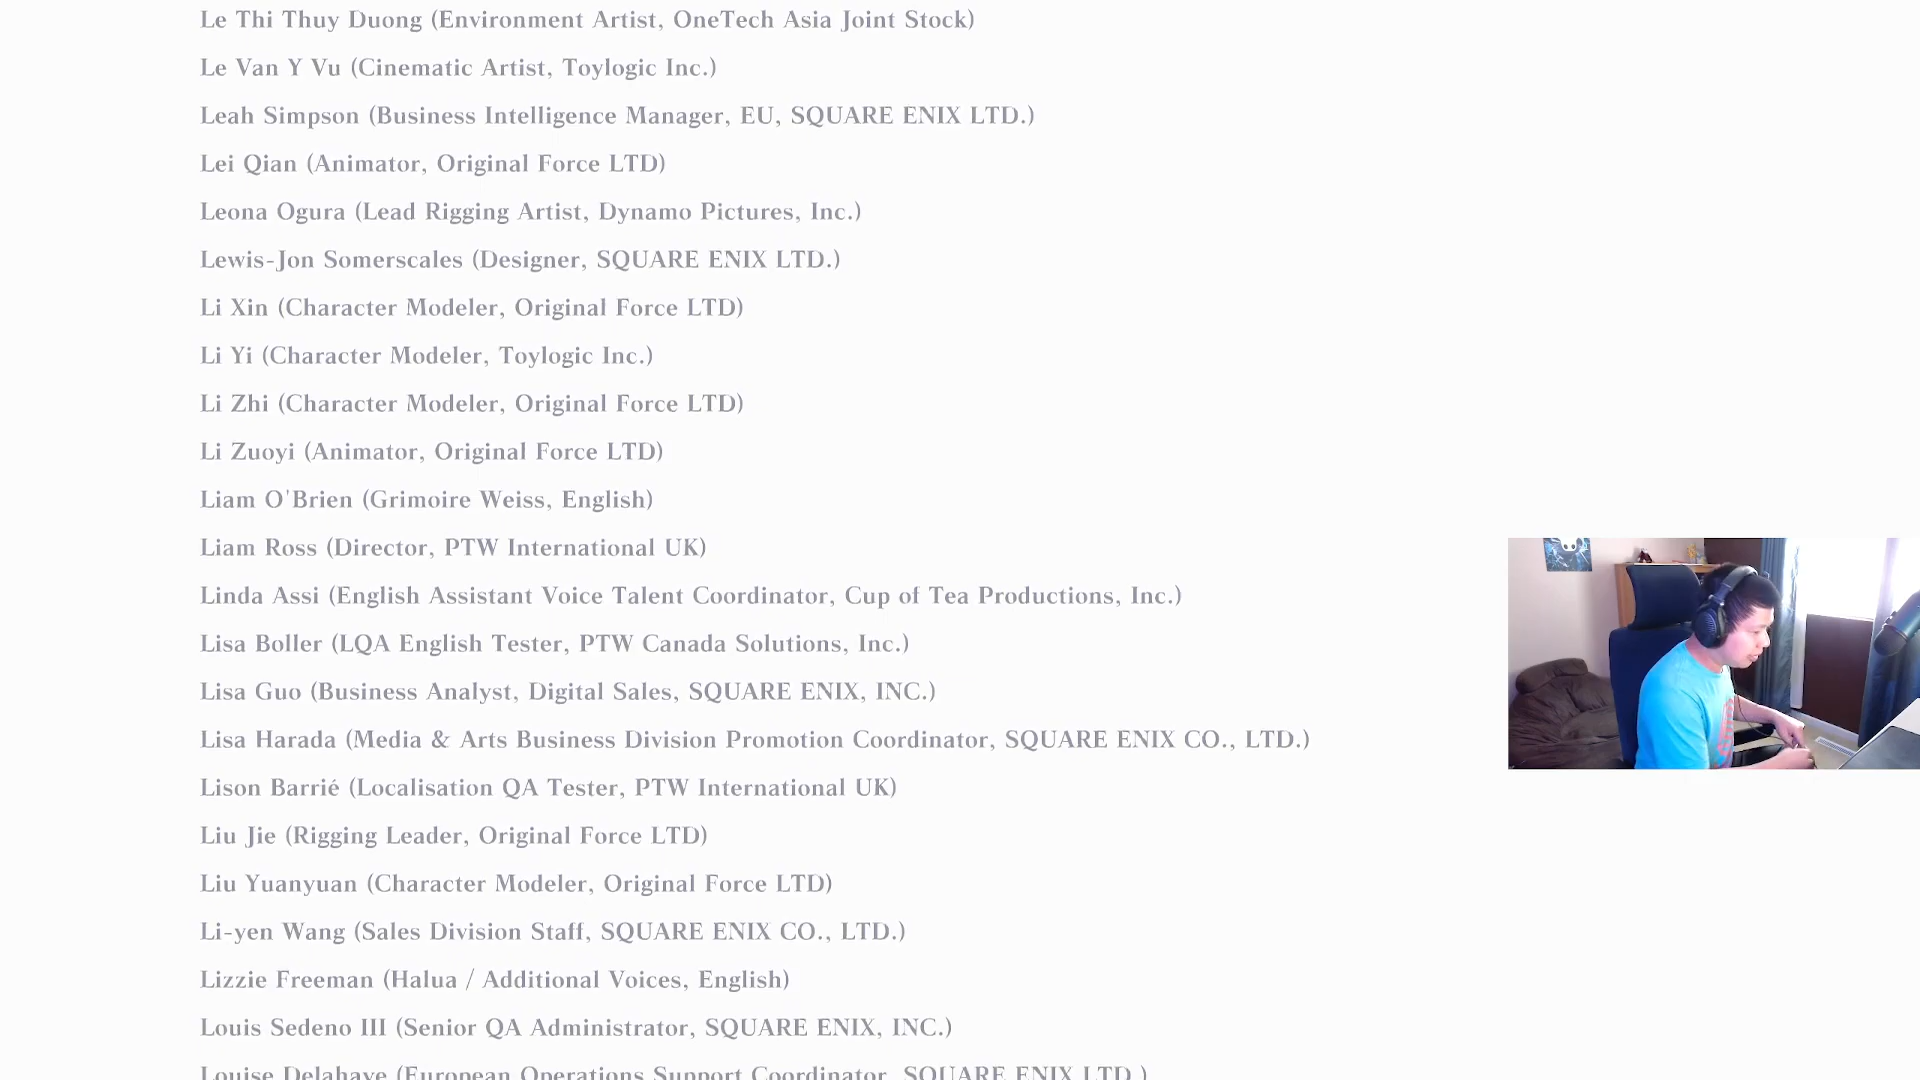 Le Thi Thuy Duong (Environment Artist, OneTech Asia Joint Stock)
Le Van Y Vu (Cinematic Artist, Toylogic Inc.)
Leah Simpson (Business Intelligence Manager, EU, SQUARE ENIX LTD.)
Lei Qian (Animator, Original Force LTD)
Leona Ogura (Lead Rigging Artist, Dynamo Pictures, Inc.)
Lewis-Jon Somerscales (Designer, SQUARE ENIX LTD.)
Li Xin (Character Modeler, Original Force LTD)
Li Yi (Character Modeler, Toylogic Inc.)
Li Zhi (Character Modeler, Original Force LTD)
Li Zuoyi (Animator, Original Force LTD)
Liam O'Brien (Grimoire Weiss, English)
Liam Ross (Director, PTW International UK)
Linda Assi (English Assistant Voice Talent Coordinator, Cup of Tea Productions, Inc.)
Lisa Boller (LQA English Tester, PTW Canada Solutions, Inc.)
Lisa Guo (Business Analyst, Digital Sales, SQUARE ENIX, INC.)
Lisa Harada (Media & Arts Business Division Promotion Coordinator, SQUARE ENIX CO., LTD.)
Lison Barrié (Localisation QA Tester, PTW International UK)
Liu Jie (Rigging Leader, Original Force LTD)
Liu Yuanyuan (Character Modeler, Original Force LTD)
Li-yen Wang (Sales Division Staff, SQUARE ENIX CO., LTD.)
Lizzie Freeman (Halua / Additional Voices, English)
Louis Sedeno III (Senior QA Administrator, SQUARE ENIX, INC.)
Louise Delahaye (European Operations Support Coordinator, SQUARE ENIX LTD.)